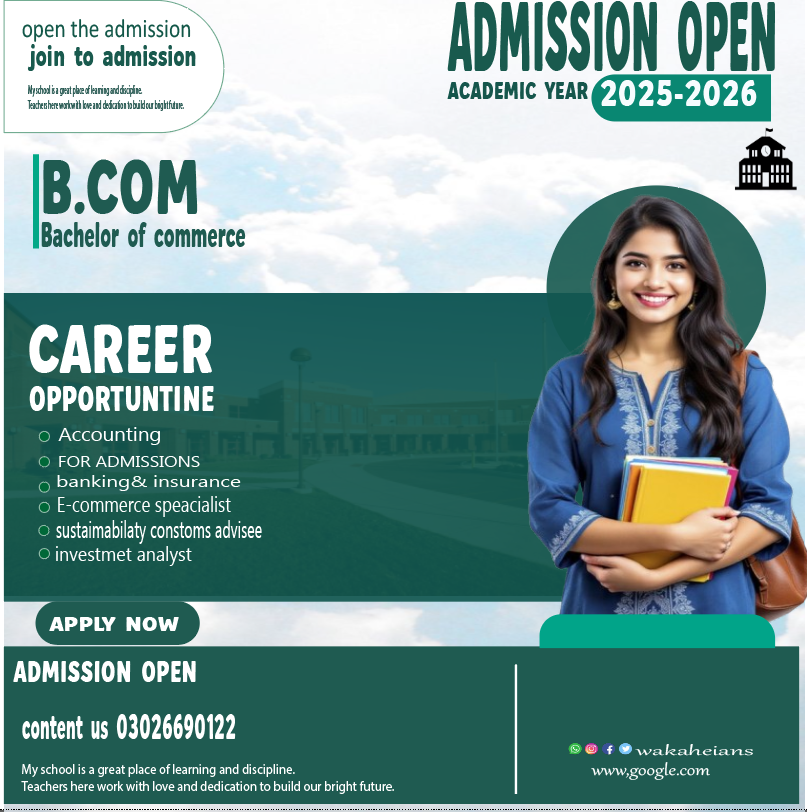 open the admission
join to admission
My school is a great place of learning and discipline.
Teachers here work with love and dedication to build our bright future.
ADMISSION OPEN
ACADEMIC YEAR 2025-2026
B.COM
Bachelor of commerce
CAREER
OPPORTUNTINE
Accounting
FOR ADMISSIONS
banking& insurance
E-commerce speacialist
sustaimabilaty constoms advisee
investmet analyst
APPLY NOW
ADMISSION OPEN
content us 03026690122
My school is a great place of learning and discipline.
Teachers here work with love and dedication to build our bright future.
wakaheians
www,google.com